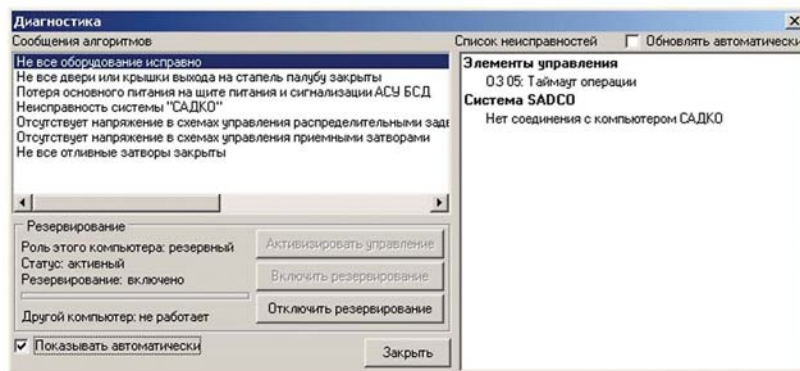 Диагностика
Сообщения алгоритмов
Не все оборудование исправно
Не все двери или крышки выхода на стапель палубу закрыты
Потеря основного питания на щите питания и сигнализации АСУ БСД
Неисправность системы "САДКО"
Отсутствует напряжение в схемах управления распределительными
Отсутствует напряжение в схемах управления приемными затворами
Не все отливные затворы закрыты
Резервирование
Роль этого компьютера: резервный
Статус: активный
Резервирование: включено
Другой компьютер: не работает
Активизировать управление
Включить резервирование
Отключить резервирование
Показывать автоматически
Закрыть
Список неисправностей
Обновлять автоматически
Элементы управления
ОЗ 05: Таймаут операции
Система SADCO
Нет соединения с компьютером САДКО